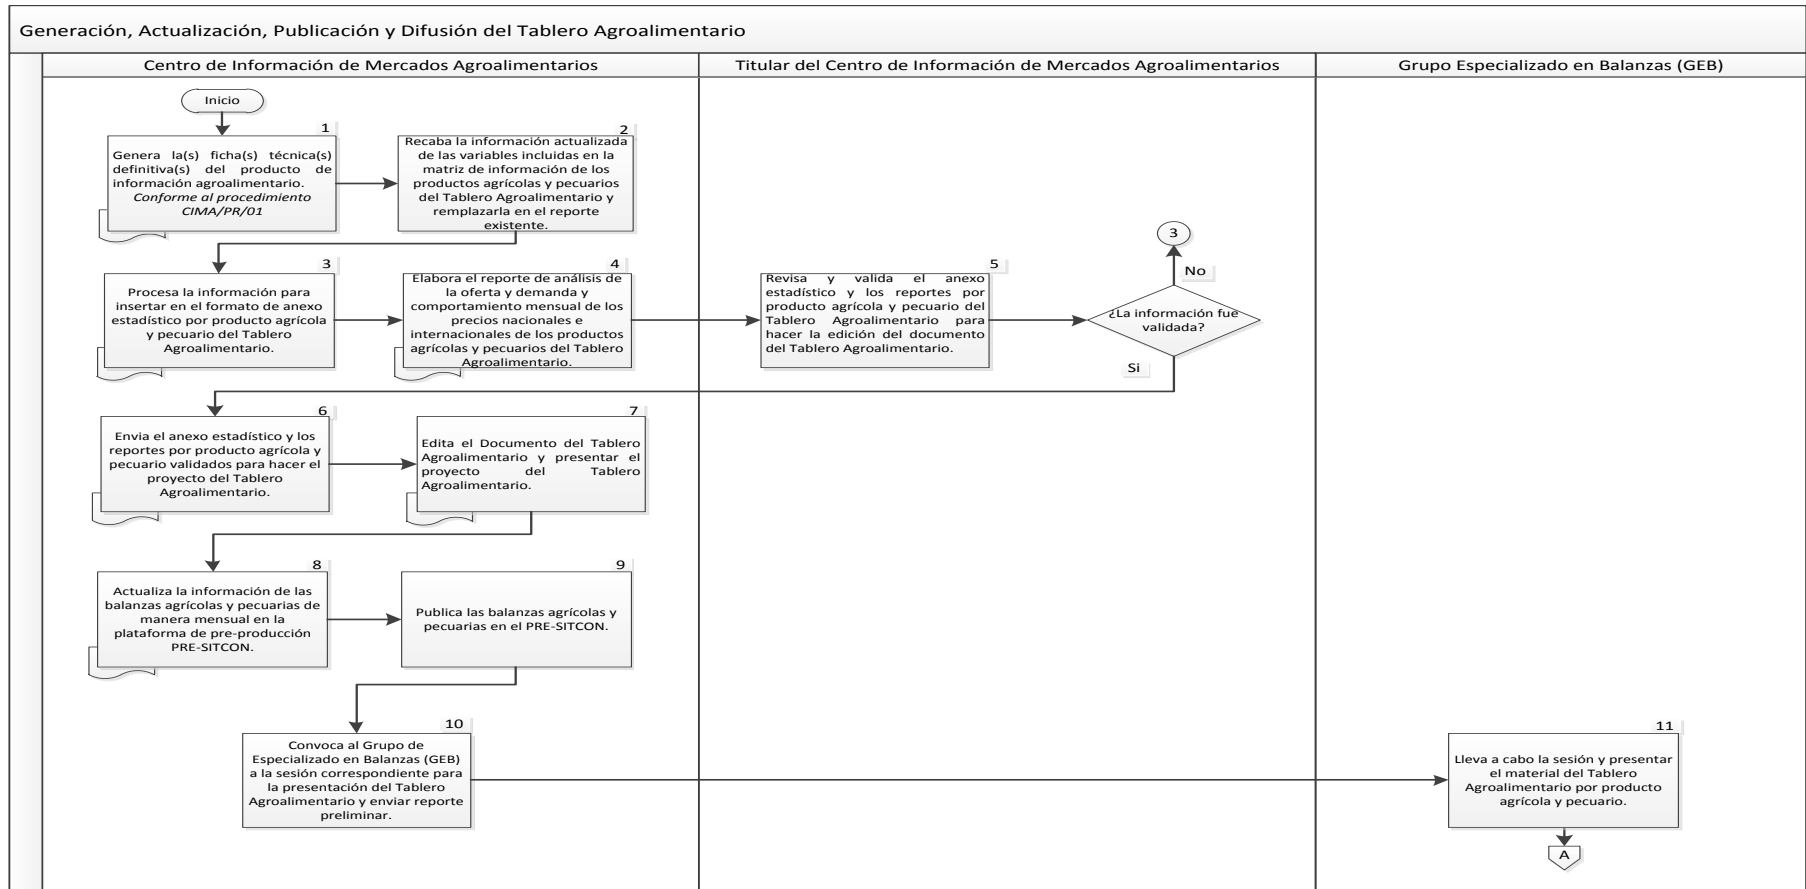 Generación, Actualización, Publicación y Difusión del Tablero Agroalimentario
Centro de Información de Mercados Agroalimentarios
Titular del Centro de Información de Mercados Agroalimentarios
Grupo Especializado en Balanzas (GEB)
Inicio
1
Genera la(s) ficha(s) técnica(s)
definitiva(s) del producto de
información agroalimentario.
Conforme al procedimiento
CIMA/PR/01
2
Recaba la información actualizada
de las variables incluidas en la
matriz de información de los
productos agrícolas y pecuarios
del Tablero Agroalimentario y
remplazarla en el reporte
existente.
3
Procesa la información para
insertar en el formato de anexo
estadístico por producto agrícola
y pecuario del Tablero
Agroalimentario.
4
Elabora el reporte de análisis de
la oferta y demanda y
comportamiento mensual de los
precios nacionales e
internacionales de los productos
agrícolas y pecuarios del Tablero
Agroalimentario.
5
Revisa y valida el anexo
estadístico y los reportes por
producto agrícola y pecuario del
Tablero Agroalimentario para
hacer la edición del documento
del Tablero Agroalimentario.
3
No
¿La información fue
validada?
Si
6
Envia el anexo estadístico y los
reportes por producto agrícola y
pecuario validados para hacer el
proyecto del Tablero
Agroalimentario.
7
Edita el Documento del Tablero
Agroalimentario y presentar el
proyecto del Tablero
Agroalimentario.
8
Actualiza la información de las
balanzas agrícolas y pecuarias de
manera mensual en la
plataforma de pre-producción
PRE-SITCON.
9
Publica las balanzas agrícolas y
pecuarias en el PRE-SITCON.
10
Convoca al Grupo de
Especializado en Balanzas (GEB)
a la sesión correspondiente para
la presentación del Tablero
Agroalimentario y enviar reporte
preliminar.
11
Lleva a cabo la sesión y presentar
el material del Tablero
Agroalimentario por producto
agrícola y pecuario.
A